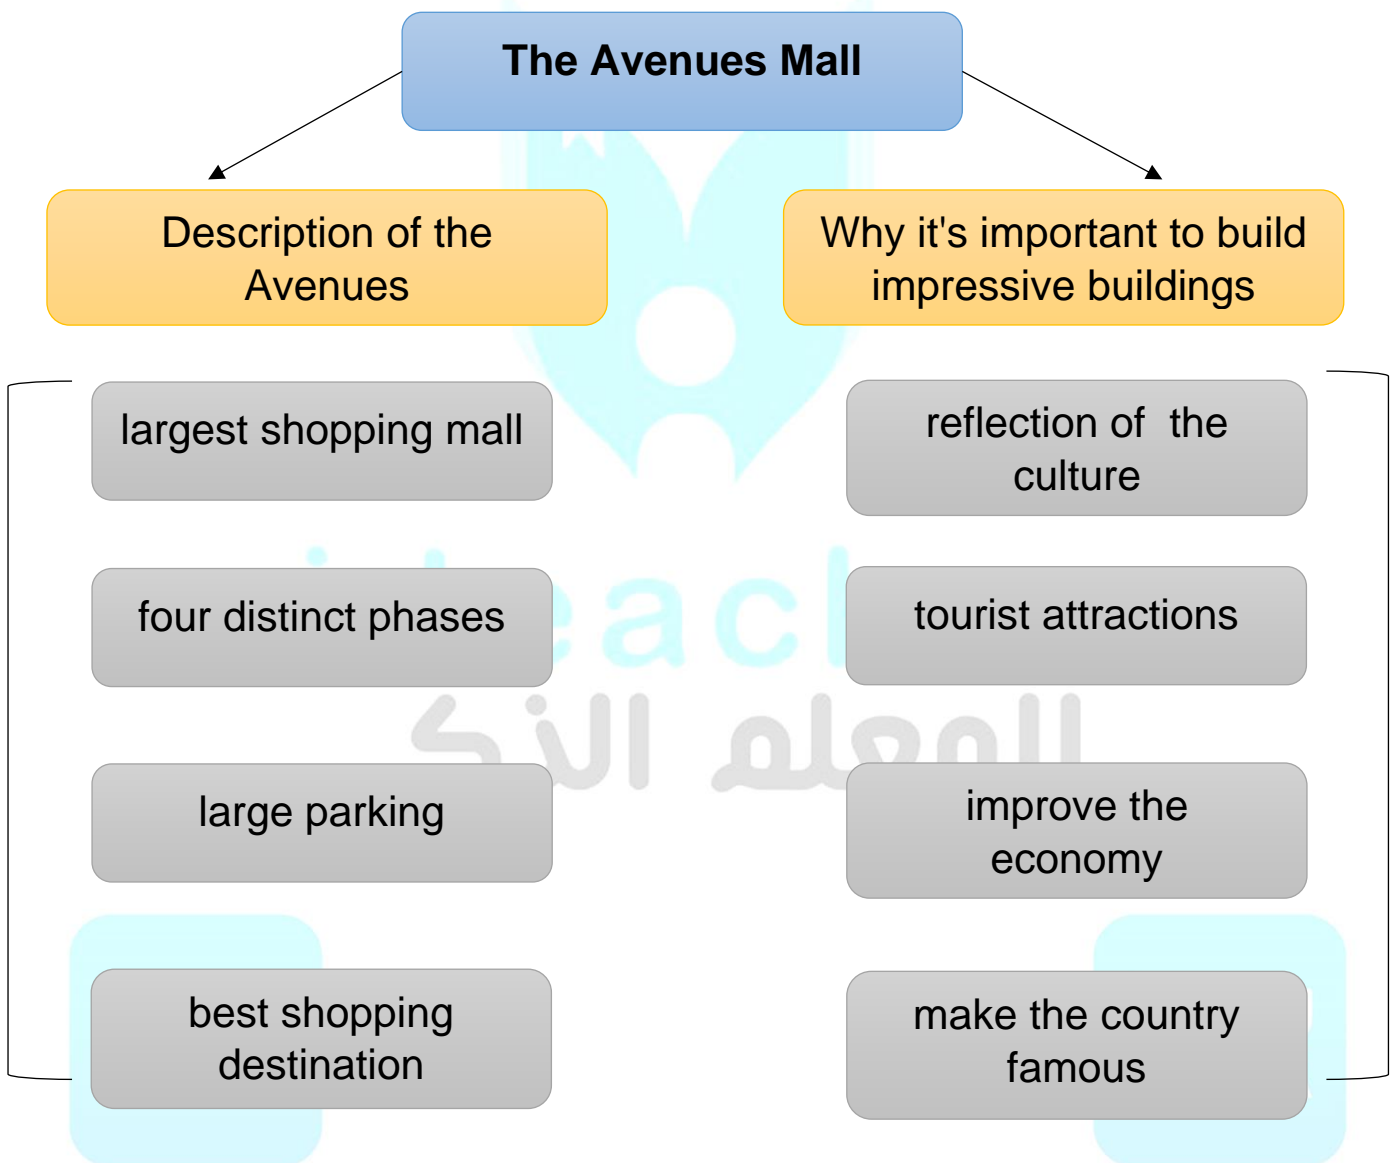 The Avenues Mall
Description of the
Avenues
Why it's important to build
impressive buildings
largest shopping mall
reflection of the
culture
four distinct phases
tourist attractions
المعلم الذك
large parking
improve the
economy
best shopping
destination
make the country
famous